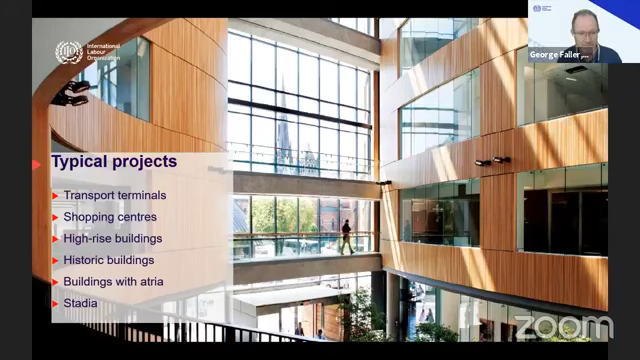 International
Labour
Organization
George Faller
Typical projects
Transport terminals
Shopping centres
High-rise buildings
Historic buildings
Buildings with atria
Stadia
zoom